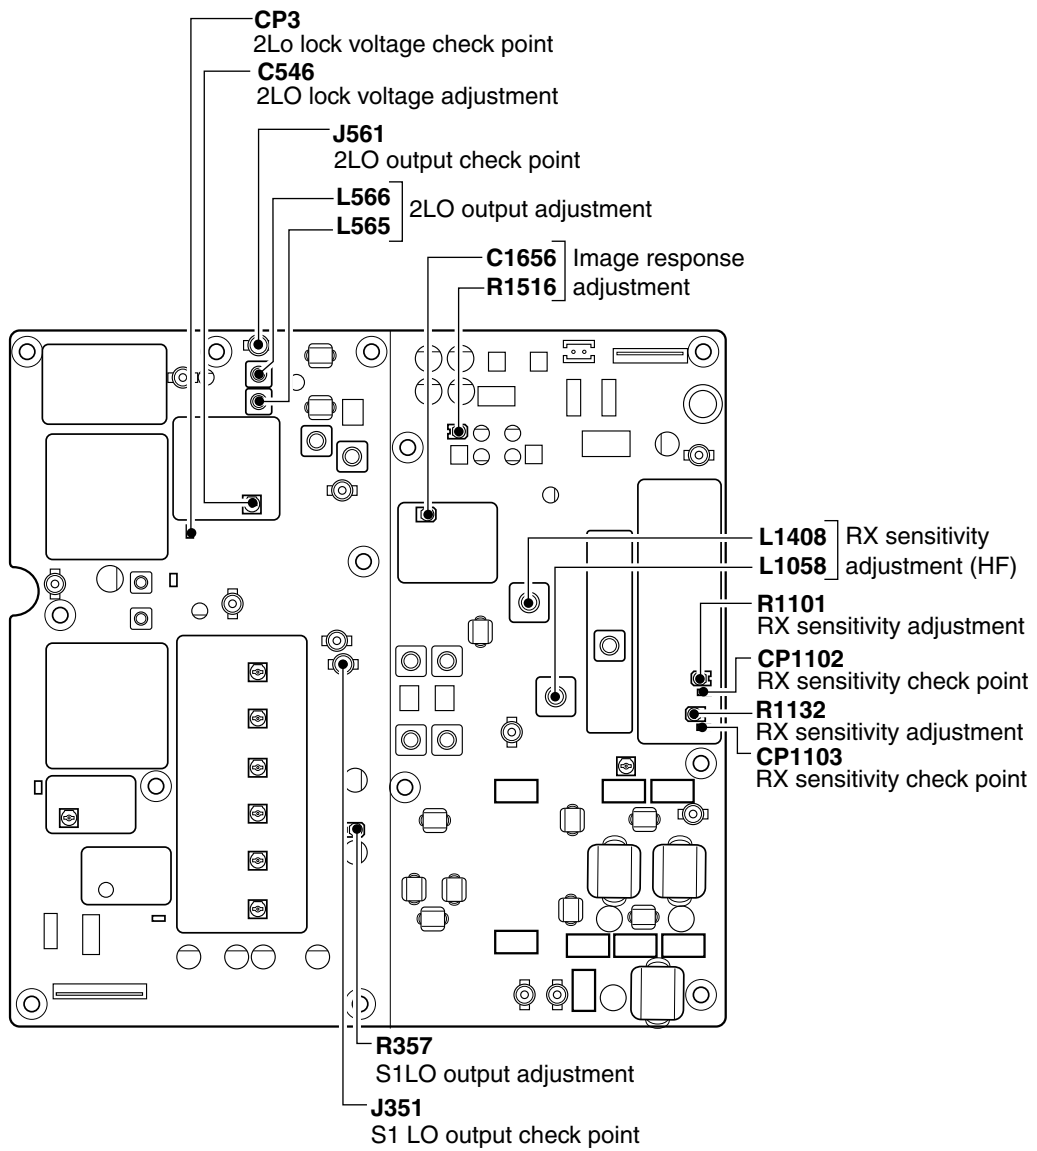 CP3
2Lo lock voltage check point
C546
2LO lock voltage adjustment
J561
2LO output check point
L566
L565
2LO output adjustment
C1656
R1516
Image response
adjustment
L1408
L1058
RX sensitivity
adjustment (HF)
R1101
RX sensitivity adjustment
CP1102
RX sensitivity check point
R1132
RX sensitivity adjustment
CP1103
RX sensitivity check point
R357
S1LO output adjustment
J351
S1 LO output check point